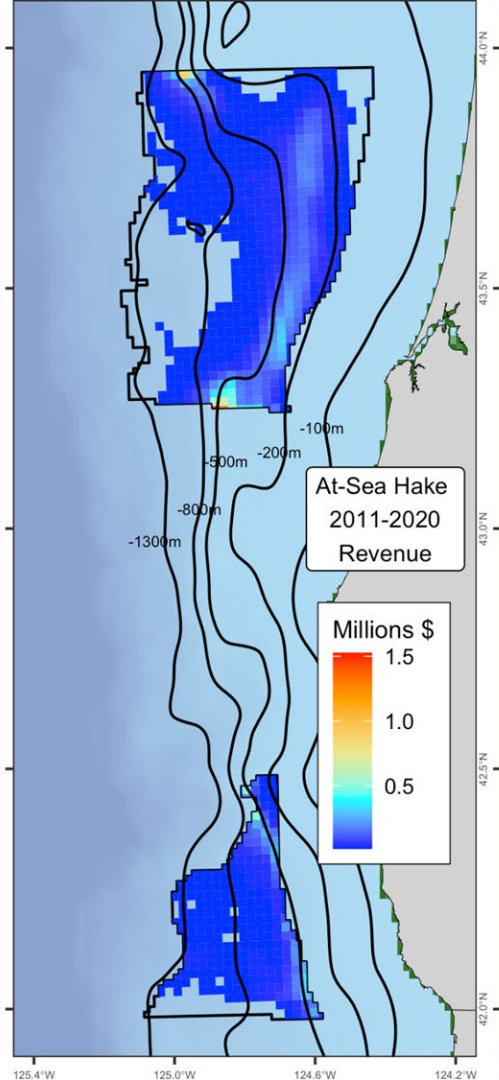 44.0°N
43.5°N
-100m
-200m
-500m
At-Sea Hake
2011-2020
Revenue
-800m
43.0°N
-1300m
Millions $
1.5
1.0
0.5
42.5°N
42.0°N
125.4°W
125.0°W
124.6°W
124.2°W